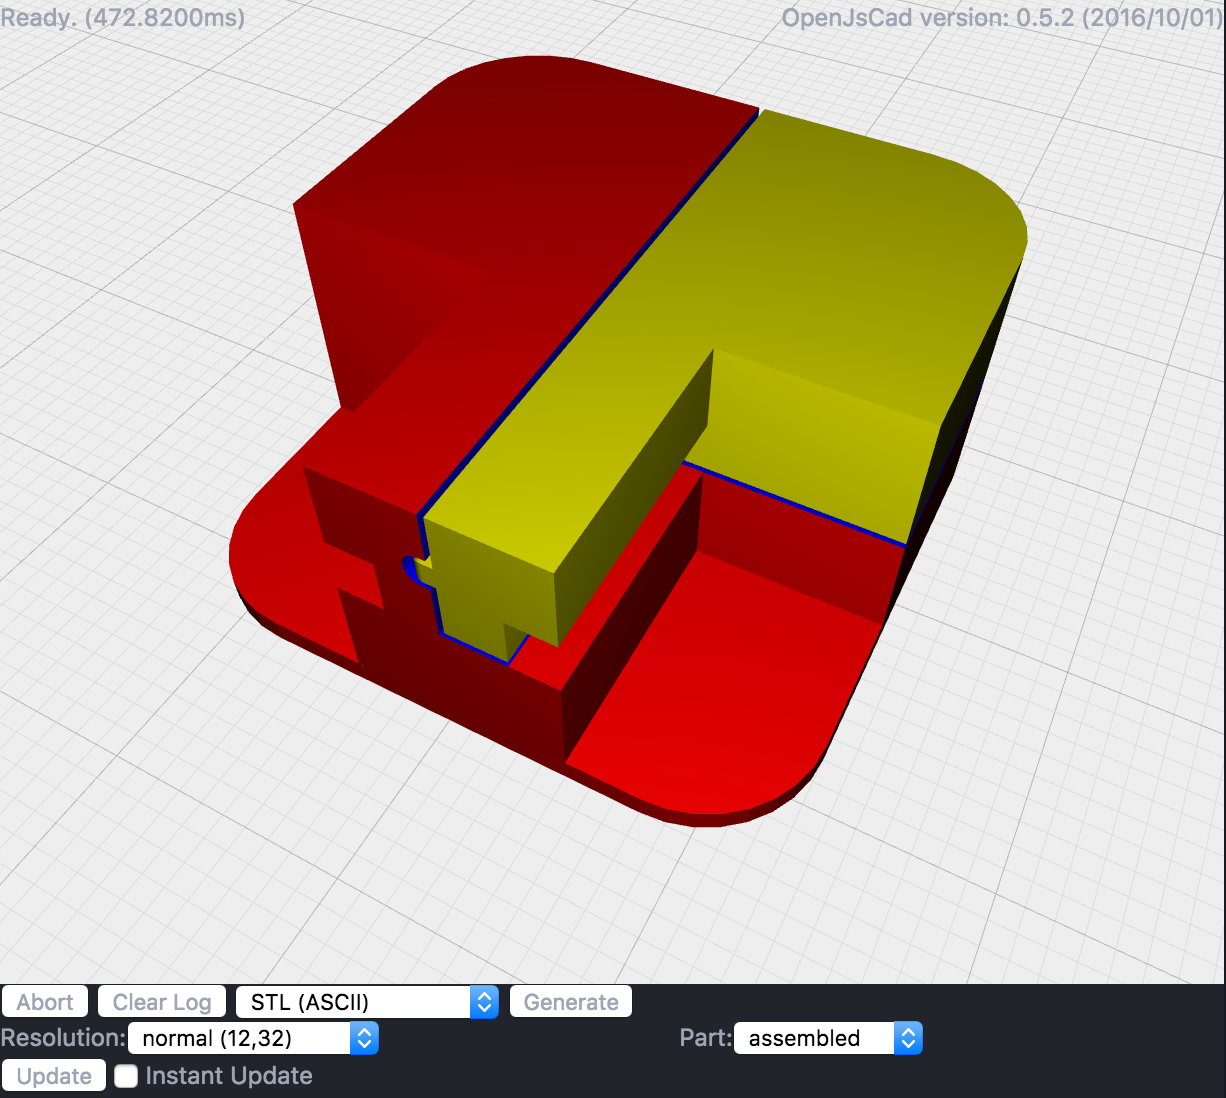 Ready. (472.8200ms)
OpenJsCad version: 0.5.2 (2016/10/01)
Abort Clear Log STL (ASCII) Generate
Resolution: normal (12,32) Part: assembled
Update Instant Update